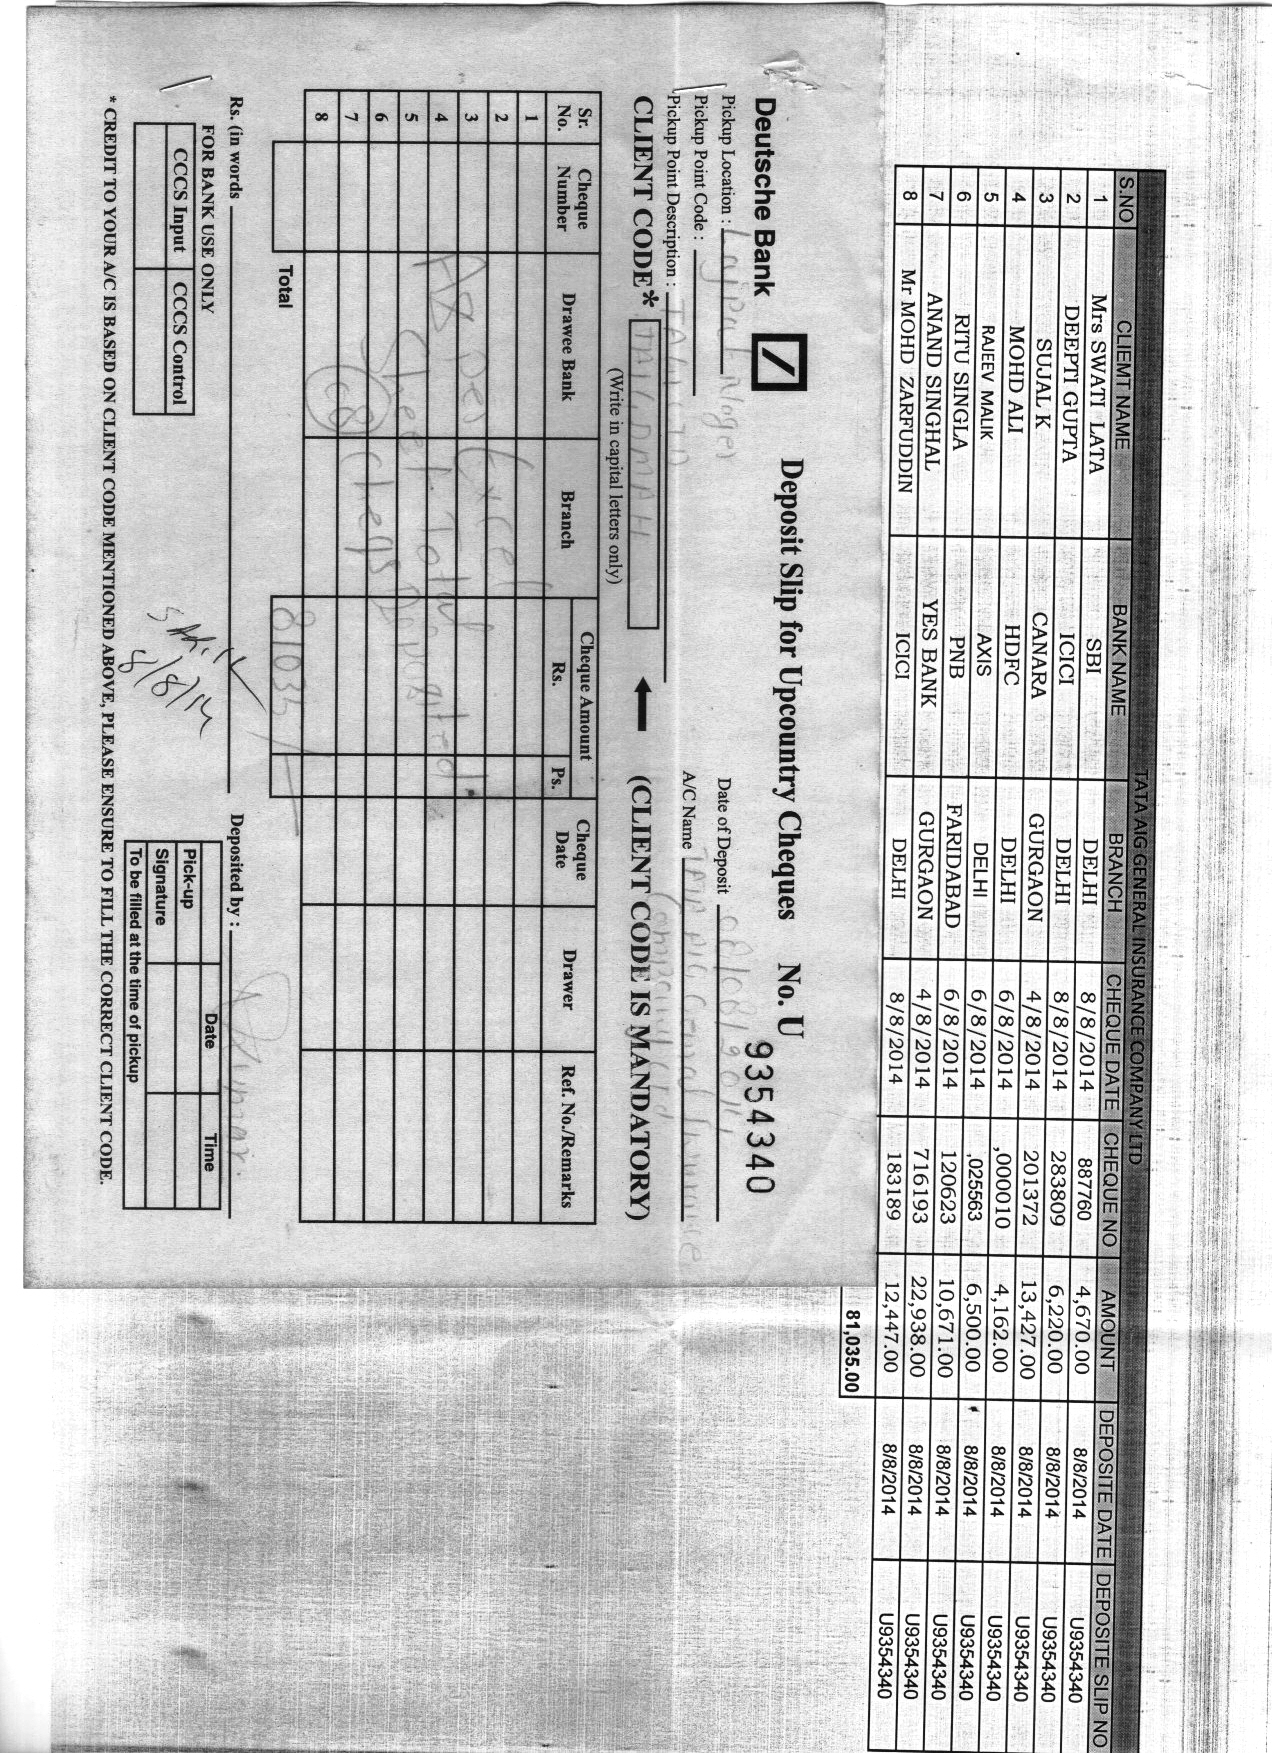 TATA AIG GENERAL INSURANCE COMPANY LTD
S.NO CLIEMT NAME BANK NAME BRANCH CHEQUE DATE CHEQUE NO AMOUNT DEPOSITE DATE DEPOSITE SLIP NO
1 Mrs SWATI LATA SBI DELHI 8/8/2014 887760 4,670.00 8/8/2014 U9354340
2 DEEPTI GUPTA ICICI DELHI 8/8/2014 283809 6,220.00 8/8/2014 U9354340
3 SUJAL K CANARA GURGAON 4/8/2014 201372 13,427.00 8/8/2014 U9354340
4 MOHD ALI HDFC DELHI 6/8/2014 ,000010 4,162.00 8/8/2014 U9354340
5 RAJEEV MALIK AXIS DELHI 6/8/2014 ,025563 6,500.00 8/8/2014 U9354340
6 RITU SINGLA PNB FARIDABAD 6/8/2014 120623 10,671.00 8/8/2014 U9354340
7 ANAND SINGHAL YES BANK GURGAON 4/8/2014 716193 22,938.00 8/8/2014 U9354340
8 Mr MOHD ZARFUDDIN ICICI DELHI 8/8/2014 183189 12,447.00 8/8/2014 U9354340
81,035.00
Deutsche Bank Deposit Slip for Upcountry Cheques No. U 9354340
Pickup Location : Lajpat nager Date of Deposit 08/08/2014
Pickup Point Code : A/C Name TATA AIG General Insurance
Pickup Point Description : Company Ltd
CLIENT CODE* (CLIENT CODE IS MANDATORY)
(Write in capital letters only)
Sr. No. Cheque Number Drawee Bank Branch Cheque Amount Rs. Ps. Cheque Date Drawer Ref. No./Remarks
1
2
3
4
5
6
7
8
As Per Excel
Sheet Total
(08) cheqs Deposited
Total 81035/-
Rs. (in words Deposited by : Kumar
FOR BANK USE ONLY
CCCS Input CCCS Control
8/8/14
Date Time
Pick-up
Signature
To be filled at the time of pickup
* CREDIT TO YOUR A/C IS BASED ON CLIENT CODE MENTIONED ABOVE, PLEASE ENSURE TO FILL THE CORRECT CLIENT CODE.